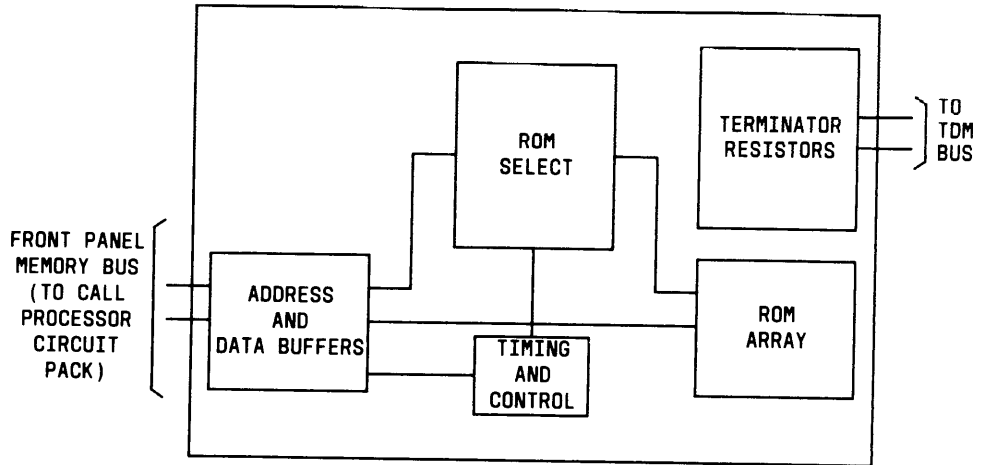 ROM
SELECT
TERMINATOR
RESISTORS
TO
TDM
BUS
FRONT PANEL
MEMORY BUS
(TO CALL
PROCESSOR
CIRCUIT
PACK)
ADDRESS
AND
DATA BUFFERS
TIMING
AND
CONTROL
ROM
ARRAY